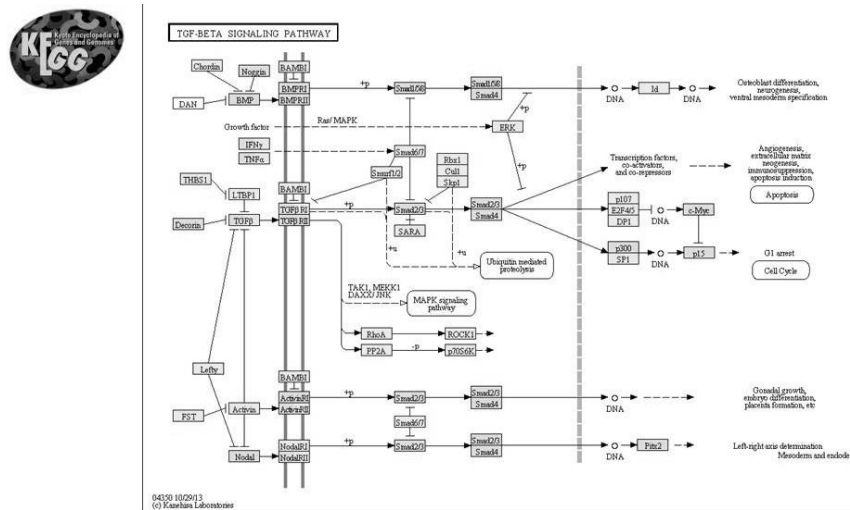 KEGG
Kyoto Encyclopedia of
Genes and Genomes
TGF-BETA SIGNALING PATHWAY
Chordin
Noggin
DAN
BMP
BAMBI
BMPRI
BMPRII
+p
Smad1/5/8
Smad1/5/8
Smad4
+p
ERK
DNA
Id
DNA
Osteoblast differentiation,
neurogenesis,
ventral mesoderm specification
Growth factor
Ras/MAPK
IFNγ
TNFα
Smad6/7
Smurf1/2
Rbx1
Cul1
Skp1
+p
THBS1
LTBP1
Decorin
TGFβ
BAMBI
TGFβ RI
TGFβ RII
+p
Smad2/3
SARA
Smad2/3
Smad4
Transcription factors,
co-activators,
and co-repressors
Angiogenesis,
extracellular matrix
neogenesis,
immunosuppression,
apoptosis induction
Apoptosis
p107
E2F4/5
DP1
DNA
c-Myc
p300
SP1
DNA
p15
G1 arrest
Cell Cycle
+u
+u
Ubiquitin mediated
proteolysis
TAK1, MEKK1
DAXX/JNK
MAPK signaling
pathway
RhoA
ROCK1
PP2A
-p
p70S6K
Lefty
FST
Activin
BAMBI
ActivinRI
ActivinRII
+p
Smad2/3
Smad2/3
Smad4
DNA
Gonadal growth,
embryo differentiation,
placenta formation, etc
Smad6/7
Nodal
NodalRI
NodalRII
+p
Smad2/3
Smad2/3
Smad4
DNA
Pitx2
Left-right axis determination
Mesoderm and endode
04350 10/29/13
(c) Kanehisa Laboratories